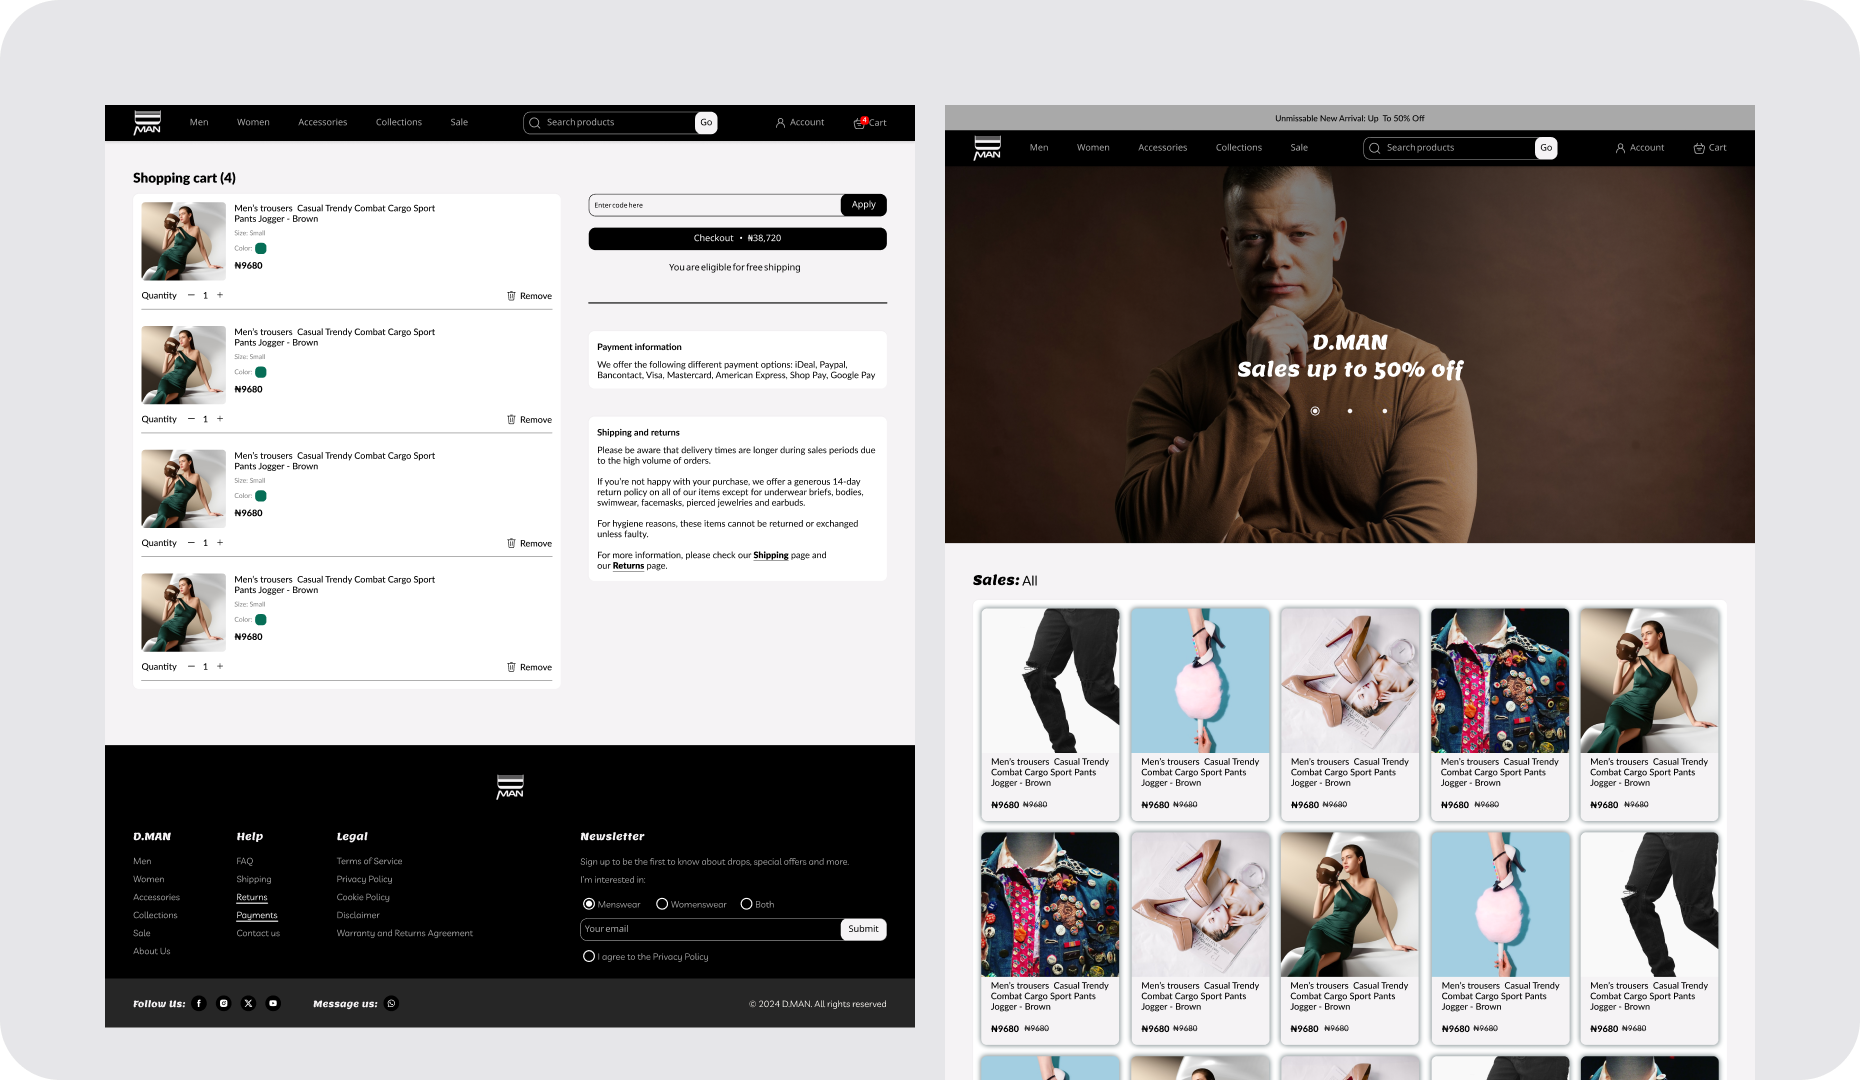 MAN
Men
Women
Accessories
Collections
Sale
Search products
Go
Account
4
Cart
Shopping cart (4)
Men's trousers Casual Trendy Combat Cargo Sport
Pants Jogger - Brown
Size: Small
Color:
₦9680
Quantity
1
Remove
Men's trousers Casual Trendy Combat Cargo Sport
Pants Jogger - Brown
Size: Small
Color:
₦9680
Quantity
1
Remove
Men's trousers Casual Trendy Combat Cargo Sport
Pants Jogger - Brown
Size: Small
Color:
₦9680
Quantity
1
Remove
Men's trousers Casual Trendy Combat Cargo Sport
Pants Jogger - Brown
Size: Small
Color:
₦9680
Quantity
1
Remove
Enter code here
Apply
Checkout • ₦38,720
You are eligible for free shipping
Payment information
We offer the following different payment options: iDeal, Paypal,
Bancontact, Visa, Mastercard, American Express, Shop Pay, Google Pay
Shipping and returns
Please be aware that delivery times are longer during sales periods due
to the high volume of orders.
If you're not happy with your purchase, we offer a generous 14-day
return policy on all of our items except for underwear briefs, bodies,
swimwear, facemasks, pierced jewelries and earbuds.
For hygiene reasons, these items cannot be returned or exchanged
unless faulty.
For more information, please check our Shipping page and
our Returns page.
MAN
D.MAN
Men
Women
Accessories
Collections
Sale
About Us
Help
FAQ
Shipping
Returns
Payments
Contact us
Legal
Terms of Service
Privacy Policy
Cookie Policy
Disclaimer
Warranty and Returns Agreement
Newsletter
Sign up to be the first to know about drops, special offers and more.
I'm interested in:
Menswear
Womenswear
Both
Your email
Submit
I agree to the Privacy Policy
Follow Us:
Message us:
© 2024 D.MAN. All rights reserved
Unmissable New Arrival: Up To 50% Off
MAN
Men
Women
Accessories
Collections
Sale
Search products
Go
Account
Cart
D.MAN
Sales up to 50% off
Sales: All
Men's trousers Casual Trendy
Combat Cargo Sport Pants
Jogger - Brown
₦9680 ₦9680
Men's trousers Casual Trendy
Combat Cargo Sport Pants
Jogger - Brown
₦9680 ₦9680
Men's trousers Casual Trendy
Combat Cargo Sport Pants
Jogger - Brown
₦9680 ₦9680
Men's trousers Casual Trendy
Combat Cargo Sport Pants
Jogger - Brown
₦9680 ₦9680
Men's trousers Casual Trendy
Combat Cargo Sport Pants
Jogger - Brown
₦9680 ₦9680
Men's trousers Casual Trendy
Combat Cargo Sport Pants
Jogger - Brown
₦9680 ₦9680
Men's trousers Casual Trendy
Combat Cargo Sport Pants
Jogger - Brown
₦9680 ₦9680
Men's trousers Casual Trendy
Combat Cargo Sport Pants
Jogger - Brown
₦9680 ₦9680
Men's trousers Casual Trendy
Combat Cargo Sport Pants
Jogger - Brown
₦9680 ₦9680
Men's trousers Casual Trendy
Combat Cargo Sport Pants
Jogger - Brown
₦9680 ₦9680